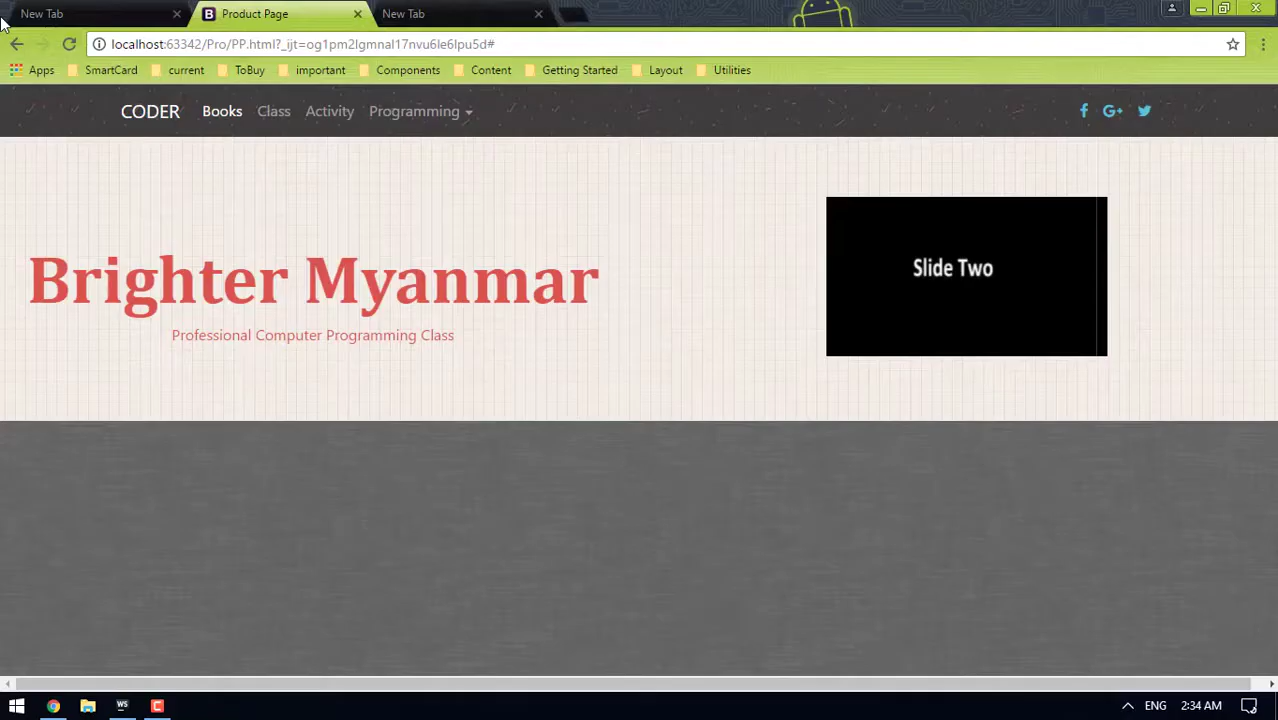 New Tab
Product Page
New Tab
localhost:63342/Pro/PP.html?_ijt=og1pm2lgmnal17nvu6le6lpu5d#
Apps SmartCard current ToBuy important Components Content Getting Started Layout Utilities
CODER Books Class Activity Programming
G+
Slide Two
Brighter Myanmar
Professional Computer Programming Class
WS C ENG 2:34 AM